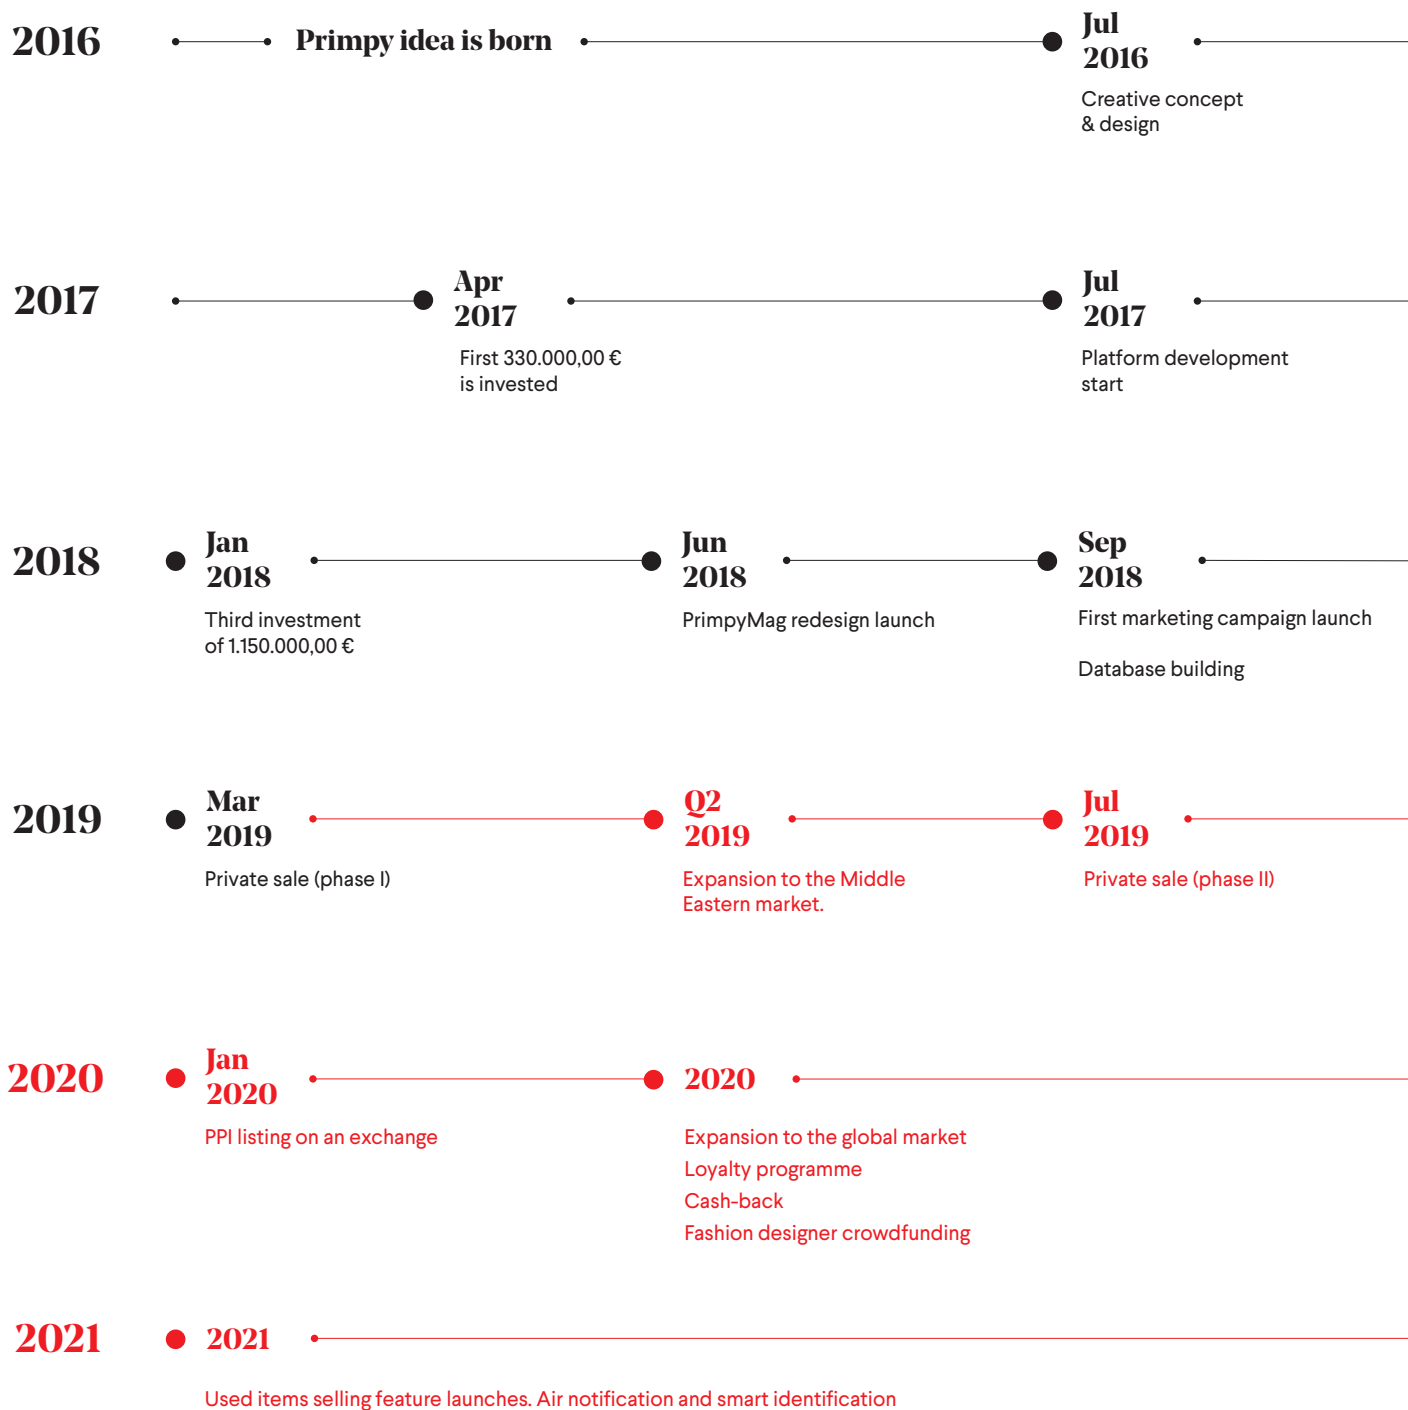 2016
Primpy idea is born
Jul
2016
Creative concept
& design
2017
Apr
2017
First 330.000,00 €
is invested
Jul
2017
Platform development
start
2018
Jan
2018
Third investment
of 1.150.000,00 €
Jun
2018
PrimpyMag redesign launch
Sep
2018
First marketing campaign launch
Database building
2019
Mar
2019
Private sale (phase I)
Q2
2019
Expansion to the Middle
Eastern market.
Jul
2019
Private sale (phase II)
2020
Jan
2020
PPI listing on an exchange
2020
Expansion to the global market
Loyalty programme
Cash-back
Fashion designer crowdfunding
2021
2021
Used items selling feature launches. Air notification and smart identification